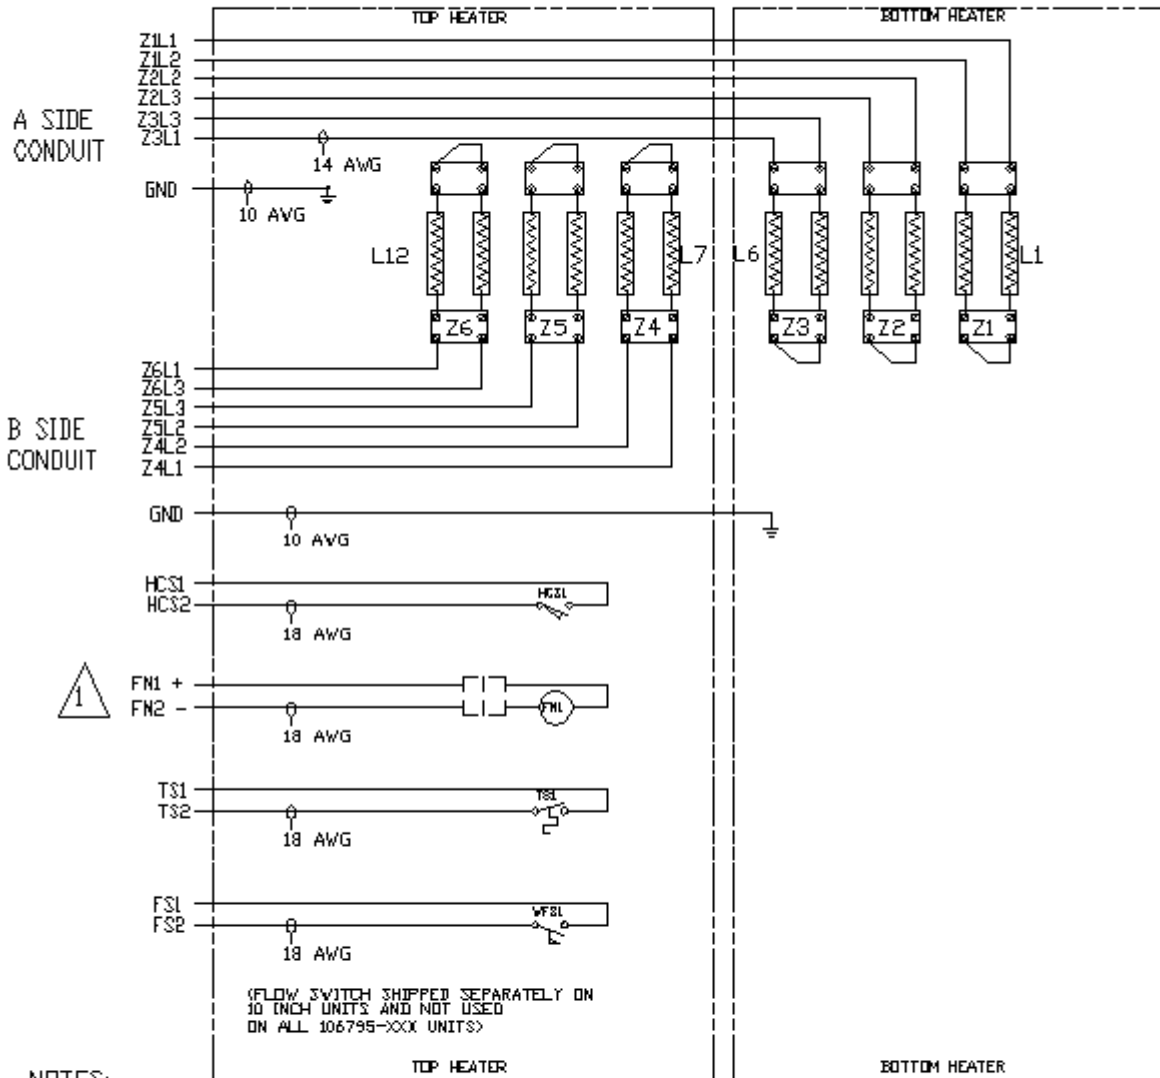 TOP HEATER
BOTTOM HEATER
Z1L1
Z1L2
Z2L2
Z2L3
Z3L3
Z3L1
A SIDE
CONDUIT
14 AWG
GND
10 AWG
L12
L7
L6
L1
Z6
Z5
Z4
Z3
Z2
Z1
Z6L1
Z6L3
Z5L3
Z5L2
Z4L2
Z4L1
B SIDE
CONDUIT
GND
10 AWG
HCS1
HCS2
HCS1
18 AWG
1
FN1 +
FN2 -
FN1
18 AWG
TS1
TS2
TS1
18 AWG
FS1
FS2
WFS1
18 AWG
(FLOW SWITCH SHIPPED SEPARATELY ON
10 INCH UNITS AND NOT USED
ON ALL 106795-XXX UNITS)
TOP HEATER
BOTTOM HEATER
NOTES: